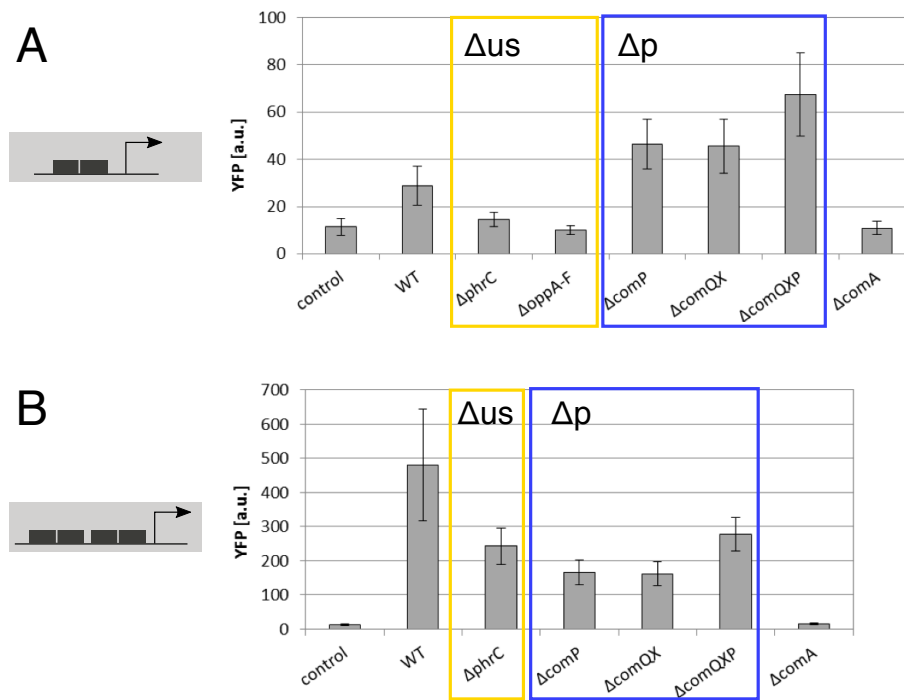 A
Δus
Δp
YFP [a.u.]
100
80
60
40
20
0
control
WT
ΔphrC
ΔoppA-F
ΔcomP
ΔcomQX
ΔcomQXP
ΔcomA
B
Δus
Δp
YFP [a.u.]
700
600
500
400
300
200
100
0
control
WT
ΔphrC
ΔcomP
ΔcomQX
ΔcomQXP
ΔcomA